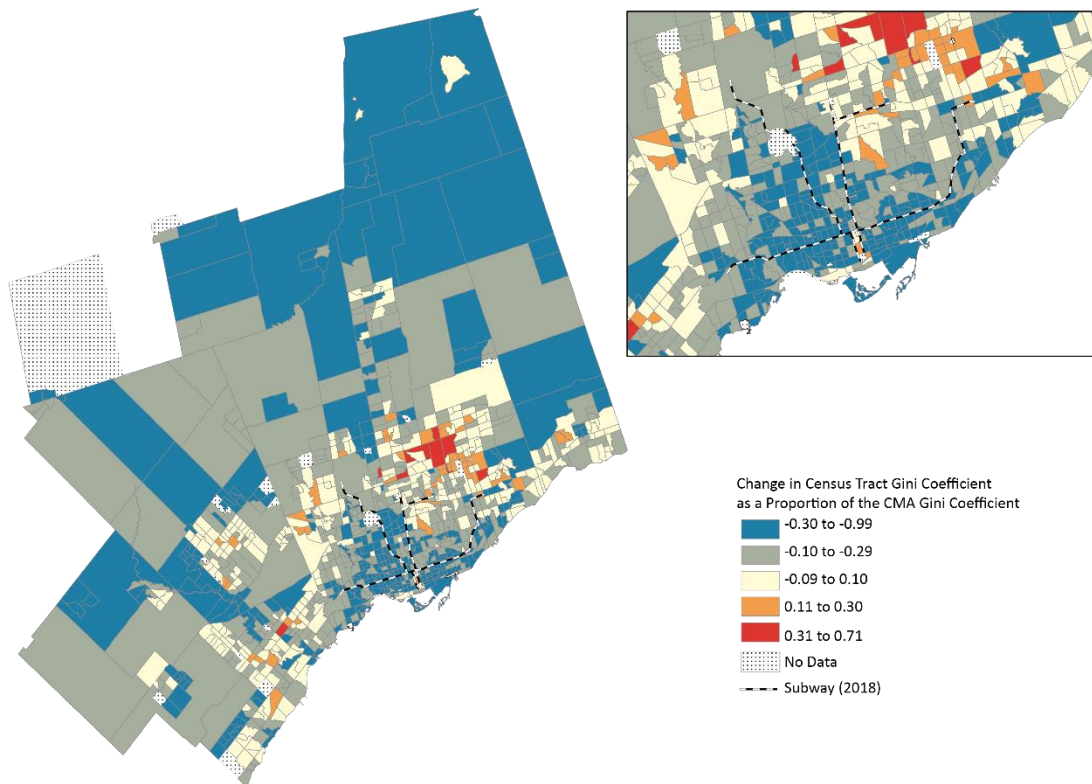 Change in Census Tract Gini Coefficient
as a Proportion of the CMA Gini Coefficient
-0.30 to -0.99
-0.10 to -0.29
-0.09 to 0.10
0.11 to 0.30
0.31 to 0.71
No Data
Subway (2018)